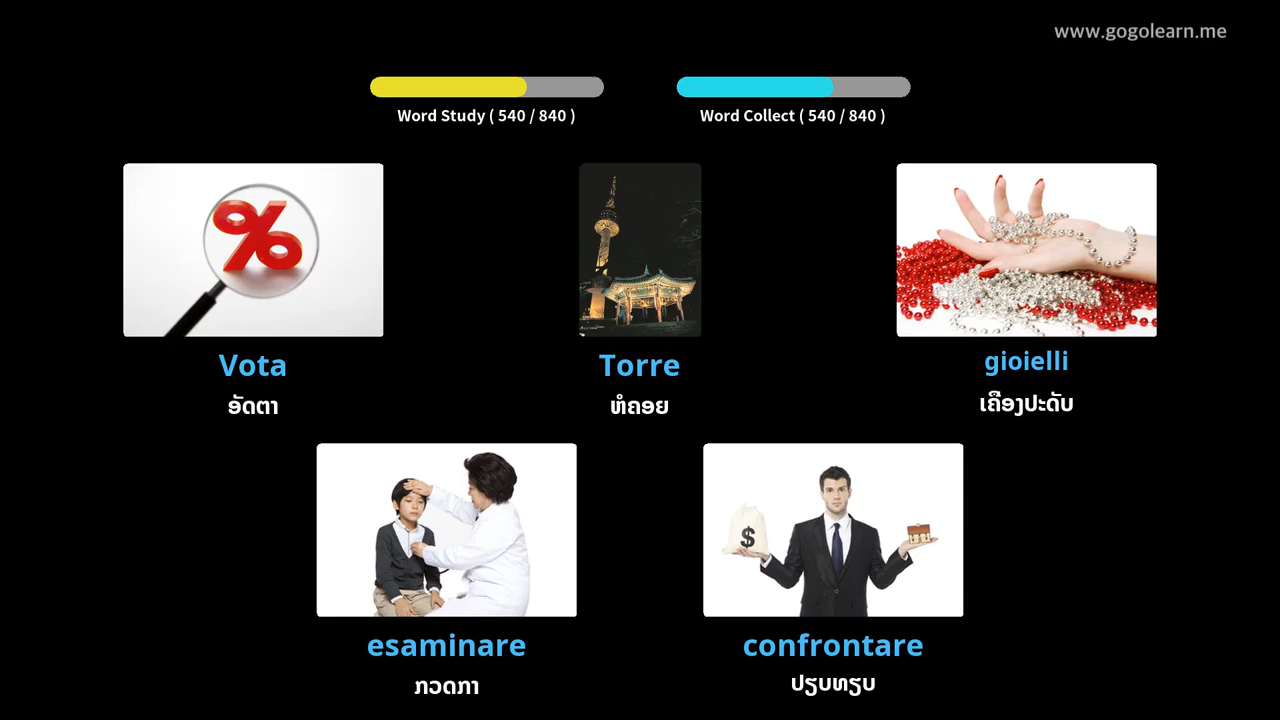 www.gogolearn.me
Word Study ( 540 / 840 )
Word Collect ( 540 / 840 )
Vota
ອັດຕາ
Torre
ຫໍຄອຍ
gioielli
ເຄືອງປະດັບ
esaminare
ກວດກາ
confrontare
ປຽບທຽບ